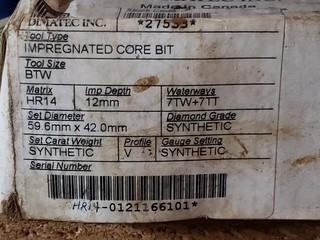 Made in Canada
DIMATEC INC.
Tool Type
IMPREGNATED CORE BIT
Tool Size
BTW
Matrix Imp Depth Waterways
HR14 12mm 7TW+7TT
Set Diameter Diamond Grade
59.6mm x 42.0mm SYNTHETIC
Set Carat Weight Profile Gauge Setting
SYNTHETIC V SYNTHETIC
Serial Number
HR14-0121266101*